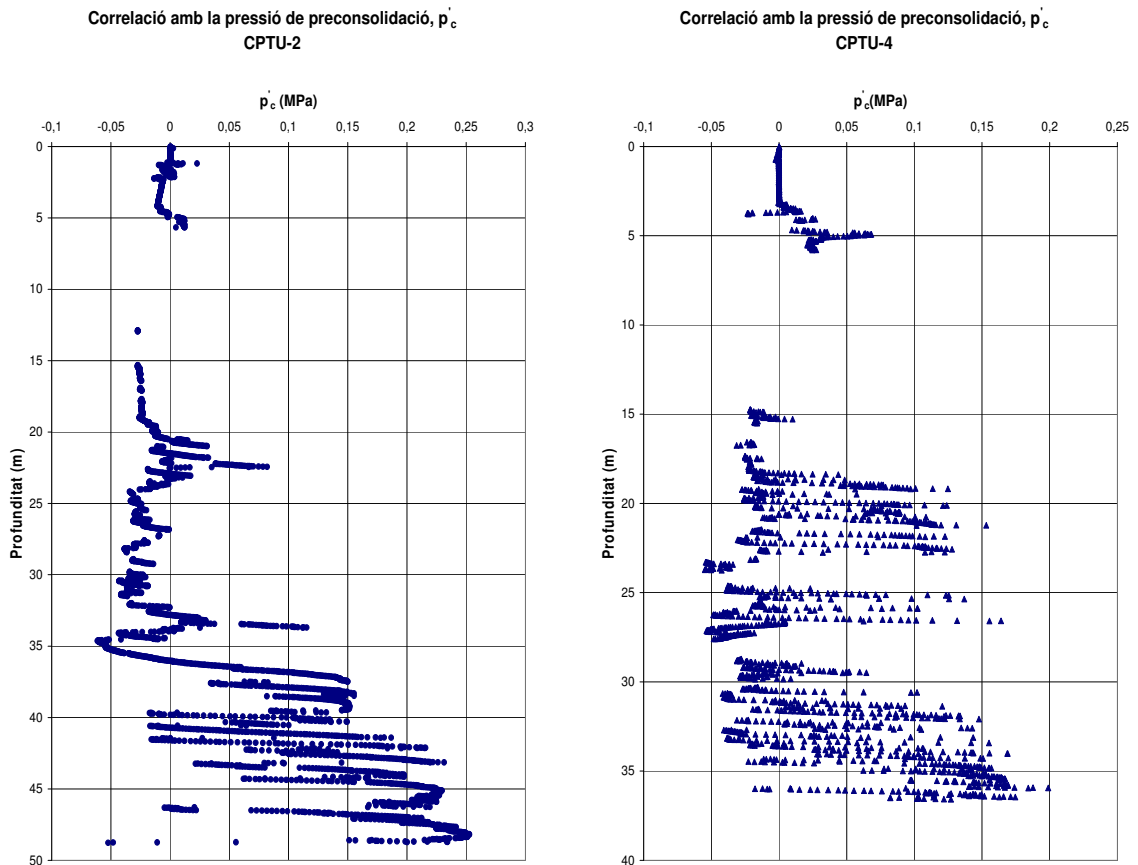 Correlació amb la pressió de preconsolidació, p'c
CPTU-2
p'c (MPa)
-0,1 -0,05 0 0,05 0,1 0,15 0,2 0,25 0,3
0
5
10
15
20
25
30
35
40
45
50
Profunditat (m)
Correlació amb la pressió de preconsolidació, p'c
CPTU-4
p'c(MPa)
-0,1 -0,05 0 0,05 0,1 0,15 0,2 0,25
0
5
10
15
20
25
30
35
40
Profunditat (m)